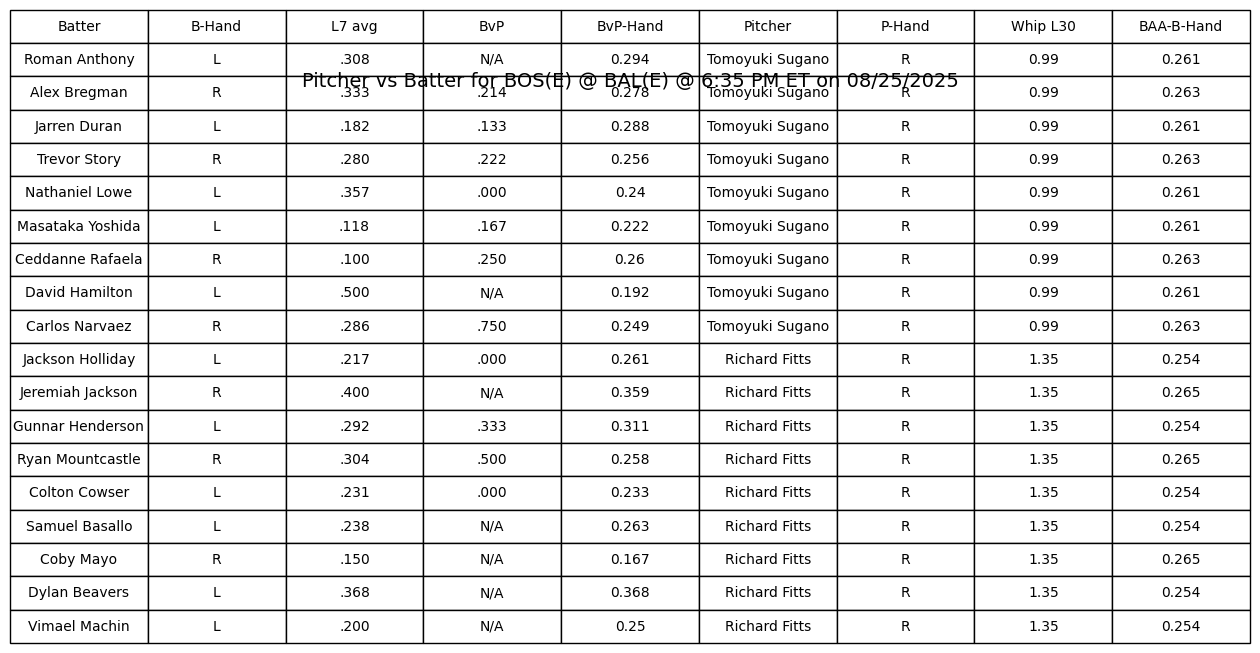 Batter B-Hand L7 avg BvP BvP-Hand Pitcher P-Hand Whip L30 BAA-B-Hand
Roman Anthony L .308 N/A 0.294 Tomoyuki Sugano R 0.99 0.261
Pitcher vs Batter for BOS(E) @ BAL(E) @ 6:35 PM ET on 08/25/2025
Alex Bregman R .333 .214 0.278 Tomoyuki Sugano R 0.99 0.263
Jarren Duran L .182 .133 0.288 Tomoyuki Sugano R 0.99 0.261
Trevor Story R .280 .222 0.256 Tomoyuki Sugano R 0.99 0.263
Nathaniel Lowe L .357 .000 0.24 Tomoyuki Sugano R 0.99 0.261
Masataka Yoshida L .118 .167 0.222 Tomoyuki Sugano R 0.99 0.261
Ceddanne Rafaela R .100 .250 0.26 Tomoyuki Sugano R 0.99 0.263
David Hamilton L .500 N/A 0.192 Tomoyuki Sugano R 0.99 0.261
Carlos Narvaez R .286 .750 0.249 Tomoyuki Sugano R 0.99 0.263
Jackson Holliday L .217 .000 0.261 Richard Fitts R 1.35 0.254
Jeremiah Jackson R .400 N/A 0.359 Richard Fitts R 1.35 0.265
Gunnar Henderson L .292 .333 0.311 Richard Fitts R 1.35 0.254
Ryan Mountcastle R .304 .500 0.258 Richard Fitts R 1.35 0.265
Colton Cowser L .231 .000 0.233 Richard Fitts R 1.35 0.254
Samuel Basallo L .238 N/A 0.263 Richard Fitts R 1.35 0.254
Coby Mayo R .150 N/A 0.167 Richard Fitts R 1.35 0.265
Dylan Beavers L .368 N/A 0.368 Richard Fitts R 1.35 0.254
Vimael Machin L .200 N/A 0.25 Richard Fitts R 1.35 0.254